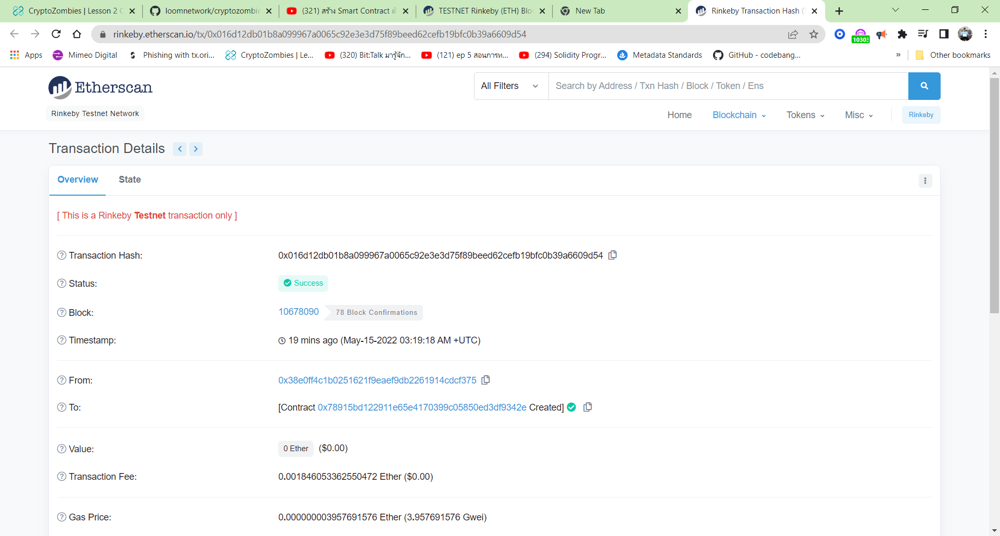 CryptoZombies | Lesson 2 C
loomnetwork/cryptozombie
(321) สร้าง Smart Contract ด้
TESTNET Rinkeby (ETH) Blo
New Tab
Rinkeby Transaction Hash (T
rinkeby.etherscan.io/tx/0x016d12db01b8a099967a0065c92e3e3d75f89beed62cefb19bfc0b39a6609d54
10303
Apps
Mimeo Digital
Phishing with tx.ori...
CryptoZombies | Le...
(320) Bit:Talk มารู้จัก...
(121) ep 5 สอนการท...
(294) Solidity Progr...
Metadata Standards
GitHub - codebang...
»
Other bookmarks
Etherscan
All Filters
Search by Address / Txn Hash / Block / Token / Ens
Rinkeby Testnet Network
Home
Blockchain
Tokens
Misc
Rinkeby
Transaction Details
Overview
State
[ This is a Rinkeby Testnet transaction only ]
Transaction Hash:
0x016d12db01b8a099967a0065c92e3e3d75f89beed62cefb19bfc0b39a6609d54
Status:
Success
Block:
10678090
78 Block Confirmations
Timestamp:
19 mins ago (May-15-2022 03:19:18 AM +UTC)
From:
0x38e0ff4c1b0251621f9eaef9db2261914cdcf375
To:
[Contract 0x78915bd122911e65e4170399c05850ed3df9342e Created]
Value:
0 Ether ($0.00)
Transaction Fee:
0.001846053362550472 Ether ($0.00)
Gas Price:
0.000000003957691576 Ether (3.957691576 Gwei)